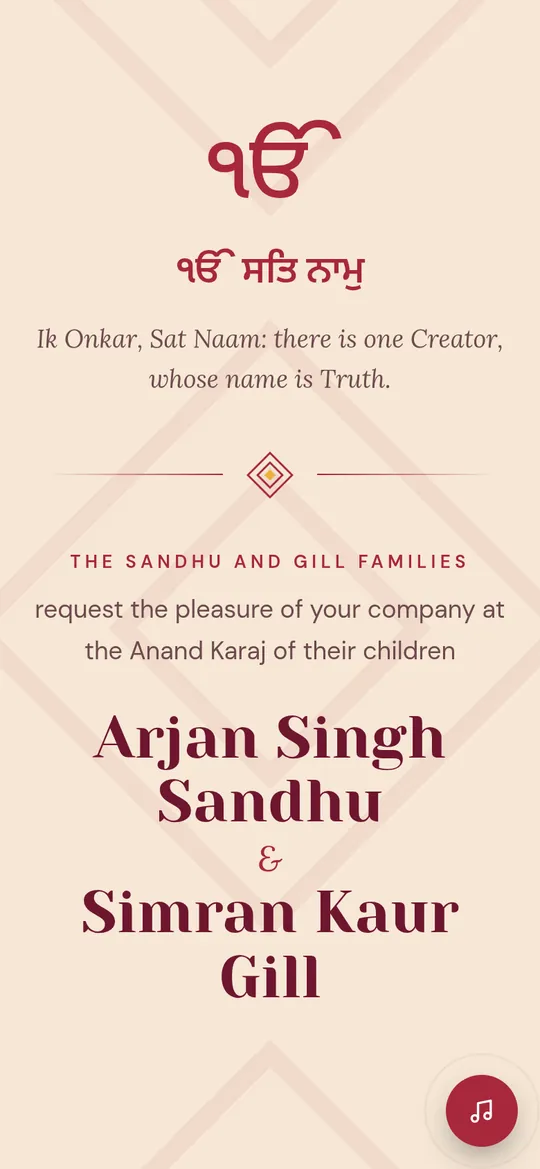 ੴ
ੴ ਸਤਿ ਨਾਮੁ
Ik Onkar, Sat Naam: there is one Creator,
whose name is Truth.
THE SANDHU AND GILL FAMILIES
request the pleasure of your company at
the Anand Karaj of their children
Arjan Singh
Sandhu
&
Simran Kaur
Gill